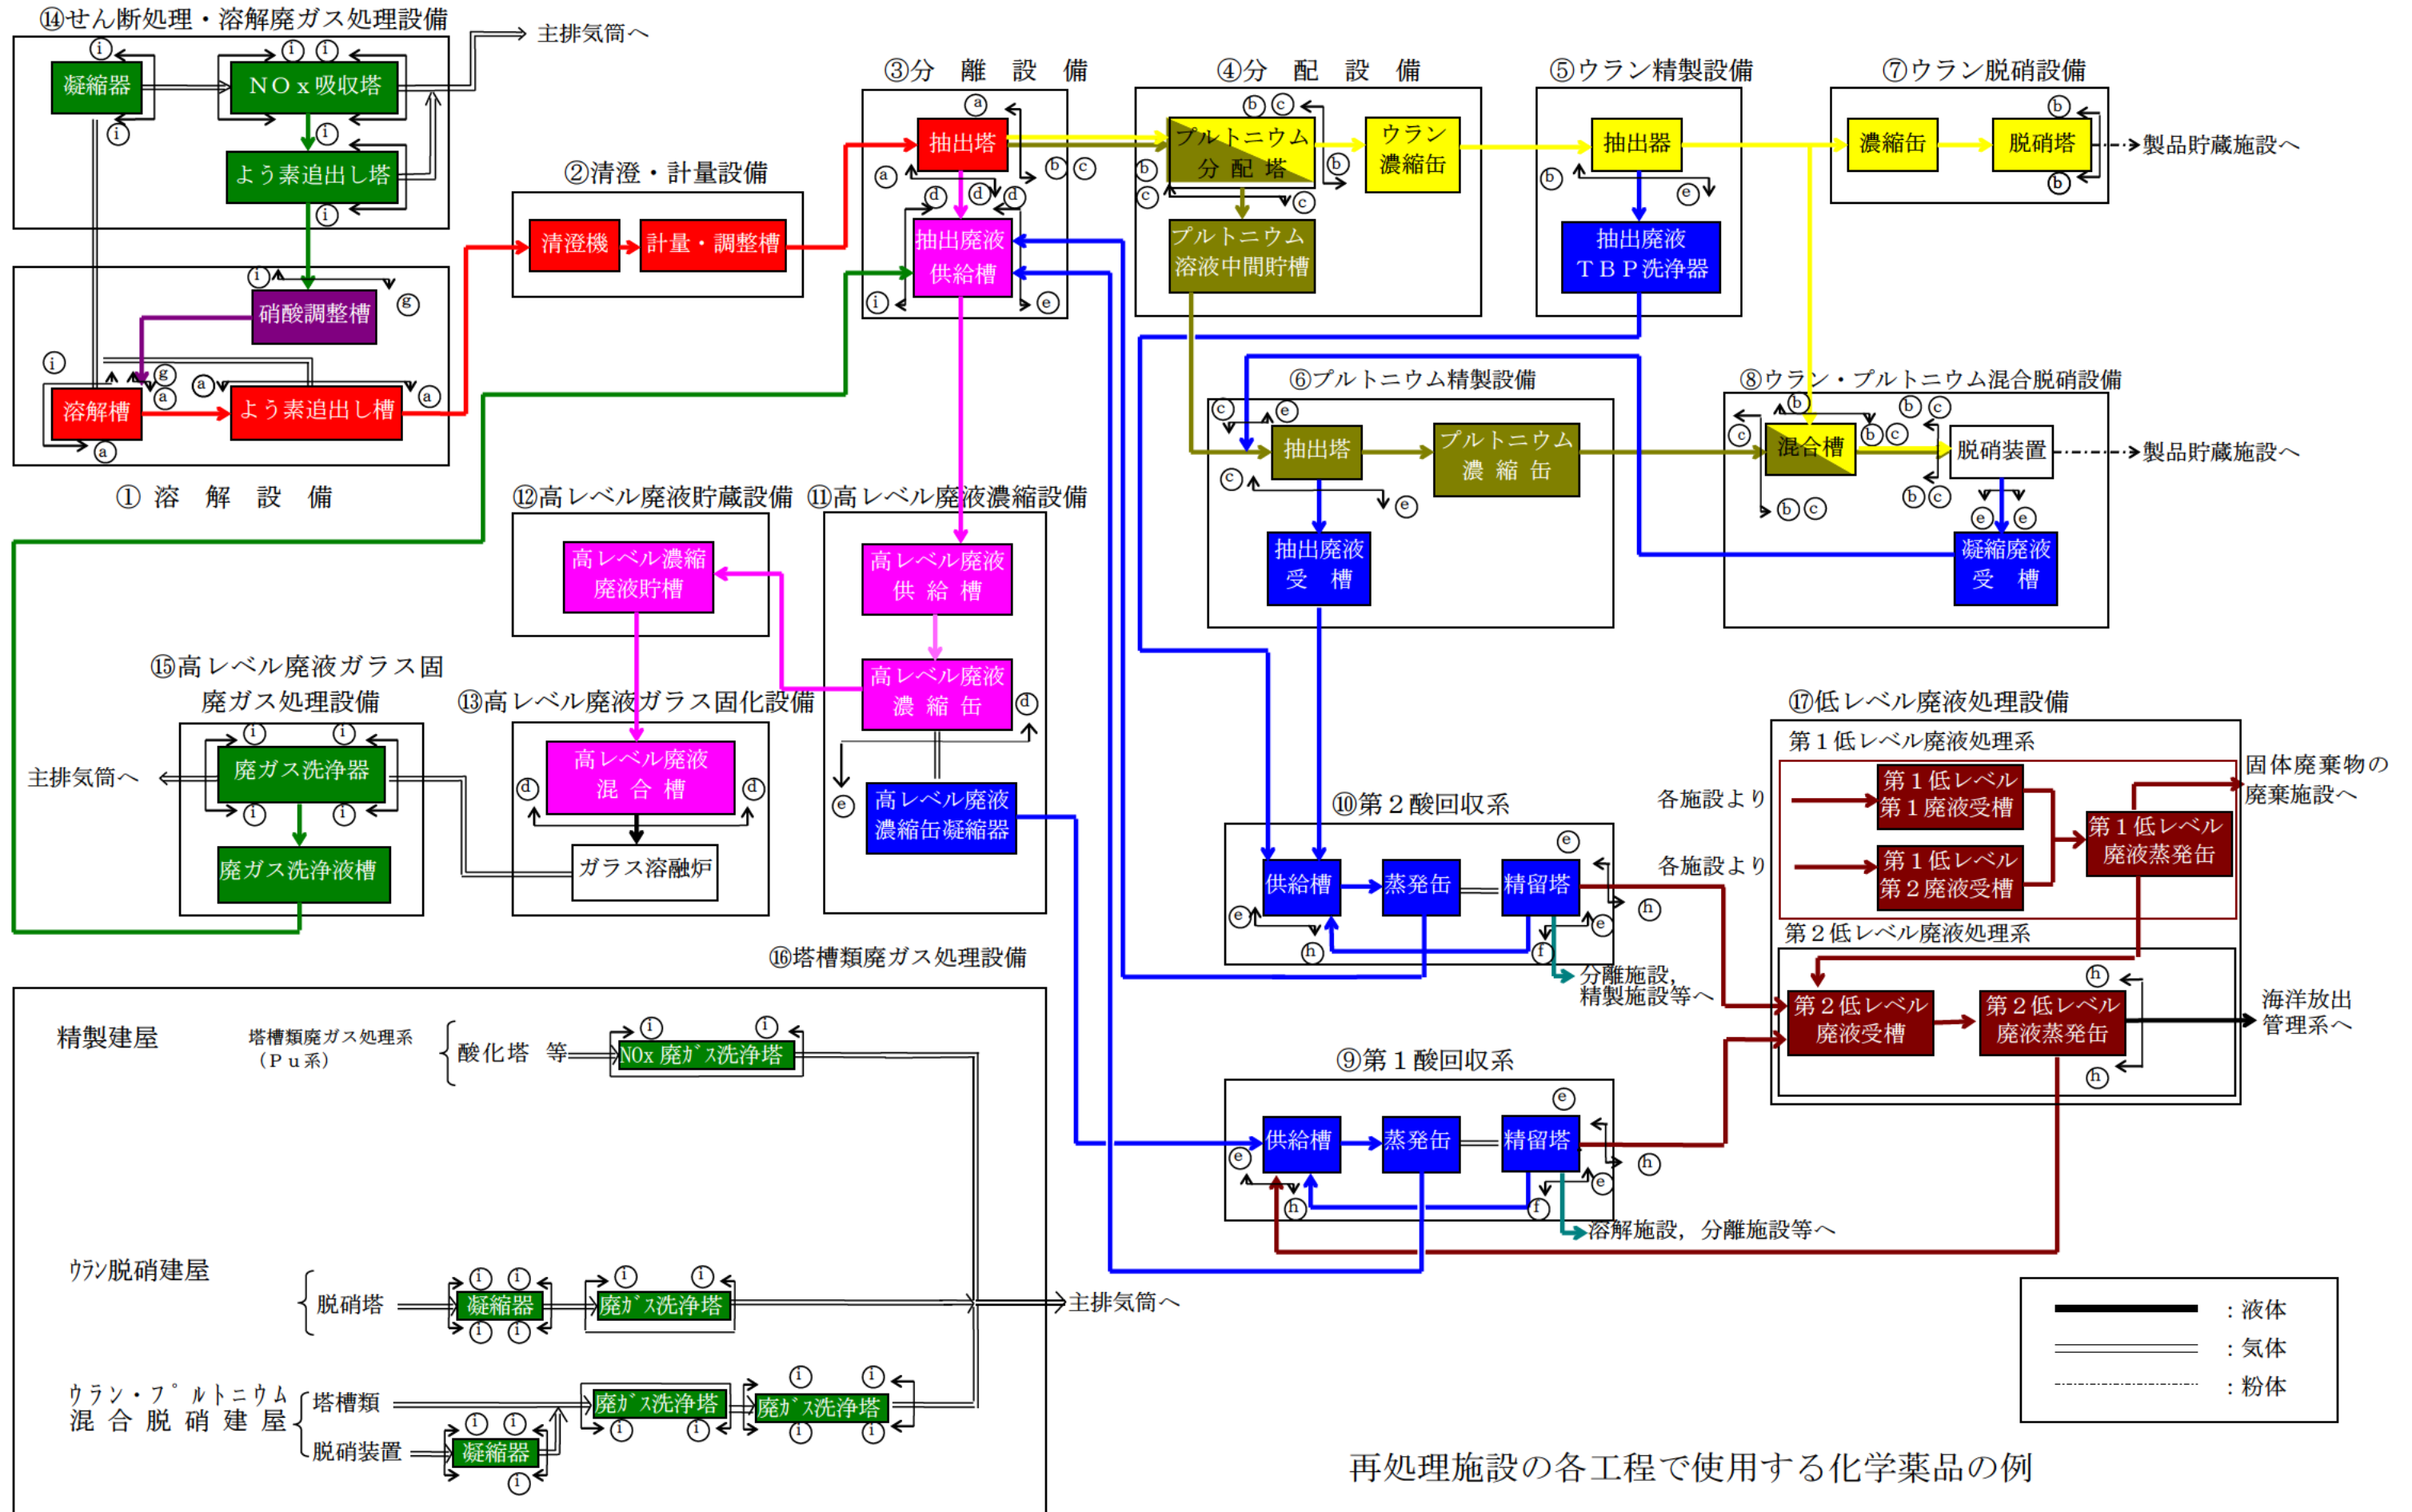 ⑭せん断処理・溶解廃ガス処理設備
主排気筒へ
ⓘ
ⓘ
ⓘ
凝縮器
NOx吸収塔
ⓘ
ⓘ
よう素追出し塔
ⓘ
①溶解設備
ⓘ
ⓖ
硝酸調整槽
ⓘ
ⓖ
ⓐ
ⓐ
ⓐ
溶解槽
よう素追出し槽
ⓐ
②清澄・計量設備
清澄機
計量・調整槽
③分離設備
ⓐ
抽出塔
ⓐ
ⓑ
ⓒ
ⓓ
ⓓ
ⓓ
抽出廃液
供給槽
ⓘ
ⓔ
④分配設備
ⓑ
ⓒ
プルトニウム
分配塔
ウラン
濃縮缶
ⓑ
ⓑ
ⓒ
ⓒ
プルトニウム
溶液中間貯槽
⑤ウラン精製設備
抽出器
ⓑ
ⓔ
抽出廃液
TBP洗浄器
⑦ウラン脱硝設備
ⓑ
濃縮缶
脱硝塔
ⓑ
製品貯蔵施設へ
⑥プルトニウム精製設備
ⓒ
ⓔ
抽出塔
プルトニウム
濃縮缶
ⓒ
ⓔ
抽出廃液
受槽
⑧ウラン・プルトニウム混合脱硝設備
ⓑ
ⓑ
ⓒ
ⓒ
混合槽
ⓑ
ⓒ
脱硝装置
製品貯蔵施設へ
ⓑ
ⓒ
ⓑ
ⓒ
ⓔ
ⓔ
凝縮廃液
受槽
⑫高レベル廃液貯蔵設備
高レベル濃縮
廃液貯槽
⑪高レベル廃液濃縮設備
高レベル廃液
供給槽
高レベル廃液
濃縮缶
ⓓ
ⓔ
高レベル廃液
濃縮缶凝縮器
⑮高レベル廃液ガラス固
廃ガス処理設備
ⓘ
ⓘ
主排気筒へ
廃ガス洗浄器
ⓘ
ⓘ
廃ガス洗浄液槽
⑬高レベル廃液ガラス固化設備
高レベル廃液
混合槽
ⓓ
ⓓ
ガラス溶融炉
⑩第2酸回収系
ⓔ
供給槽
蒸発缶
精留塔
ⓔ
ⓗ
ⓗ
ⓕ
ⓔ
分離施設,
精製施設等へ
⑨第1酸回収系
ⓔ
供給槽
蒸発缶
精留塔
ⓔ
ⓗ
ⓗ
ⓕ
ⓔ
溶解施設,分離施設等へ
⑰低レベル廃液処理設備
第1低レベル廃液処理系
各施設より
第1低レベル
第1廃液受槽
各施設より
第1低レベル
第2廃液受槽
第1低レベル
廃液蒸発缶
固体廃棄物の
廃棄施設へ
第2低レベル廃液処理系
第2低レベル
廃液受槽
第2低レベル
廃液蒸発缶
ⓗ
ⓗ
海洋放出
管理系へ
⑯塔槽類廃ガス処理設備
精製建屋
塔槽類廃ガス処理系
(Pu系)
酸化塔 等
ⓘ
ⓘ
NOx廃ガス洗浄塔
ウラン脱硝建屋
脱硝塔
ⓘ
ⓘ
凝縮器
ⓘ
ⓘ
ⓘ
ⓘ
廃ガス洗浄塔
主排気筒へ
ウラン・プルトニウム
混合脱硝建屋
塔槽類
廃ガス洗浄塔
ⓘ
ⓘ
ⓘ
ⓘ
廃ガス洗浄塔
ⓘ
ⓘ
脱硝装置
ⓘ
ⓘ
凝縮器
ⓘ
:液体
:気体
:粉体
再処理施設の各工程で使用する化学薬品の例